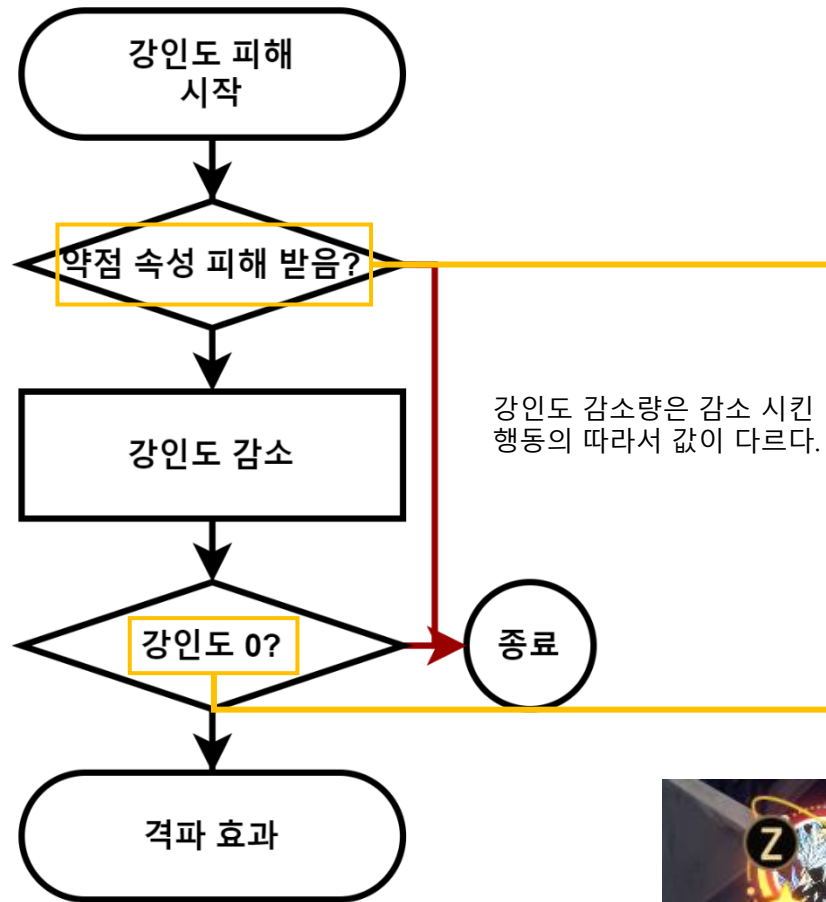 강인도 피해
시작
약점 속성 피해 받음?
강인도 감소량은 감소 시킨
행동의 따라서 값이 다르다.
강인도 감소
강인도 0?
종료
격파 효과
Z